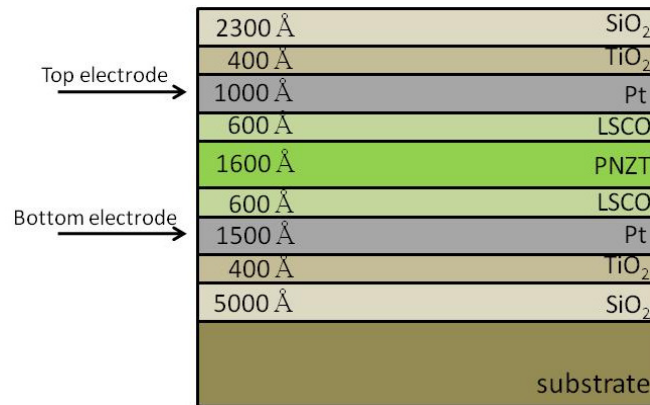 2300 Å SiO₂
400 Å TiO₂
Top electrode
1000 Å Pt
600 Å LSCO
1600 Å PNZT
600 Å LSCO
Bottom electrode
1500 Å Pt
400 Å TiO₂
5000 Å SiO₂
substrate